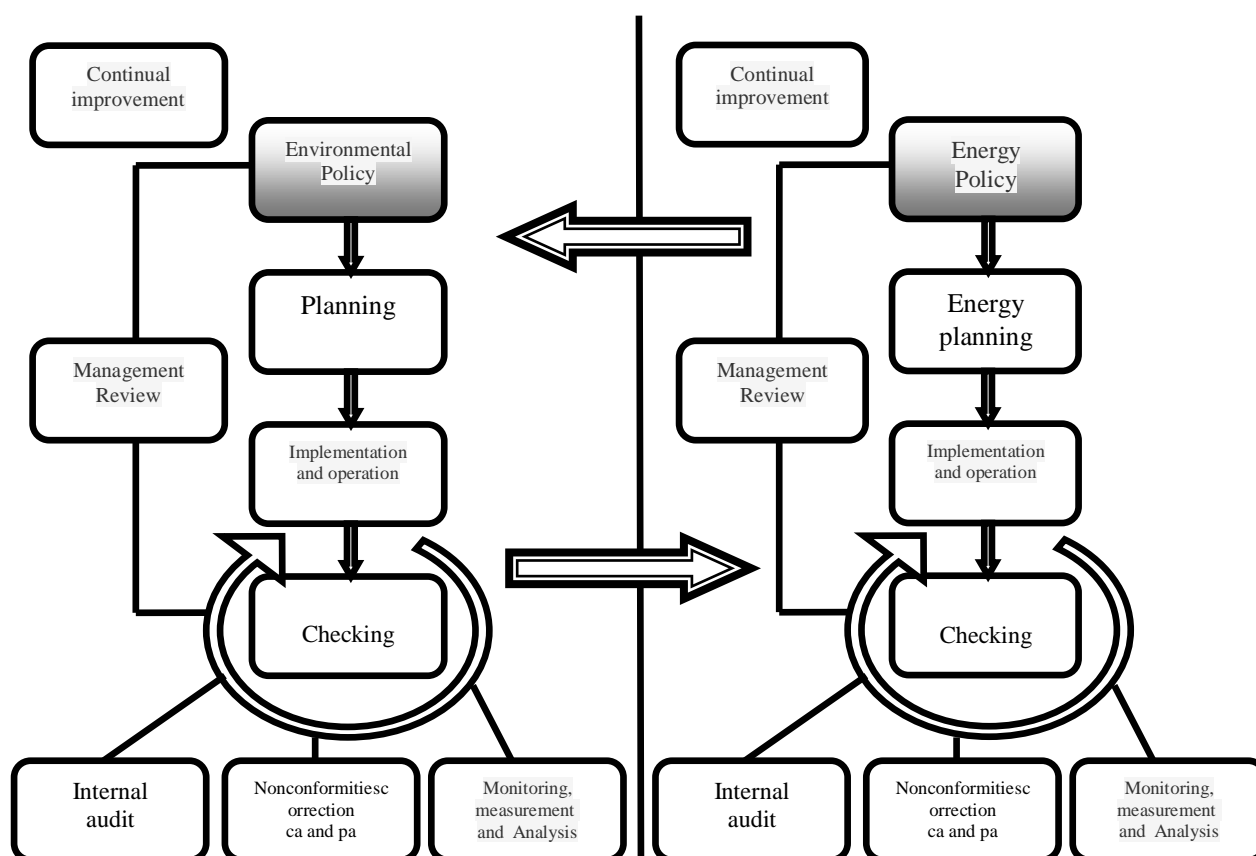 Continual
improvement
Environmental
Policy
Planning
Management
Review
Implementation
and operation
Checking
Internal
audit
Nonconformitiesc
orrection
ca and pa
Monitoring,
measurement
and Analysis
Continual
improvement
Energy
Policy
Energy
planning
Management
Review
Implementation
and operation
Checking
Internal
audit
Nonconformitiesc
orrection
ca and pa
Monitoring,
measurement
and Analysis